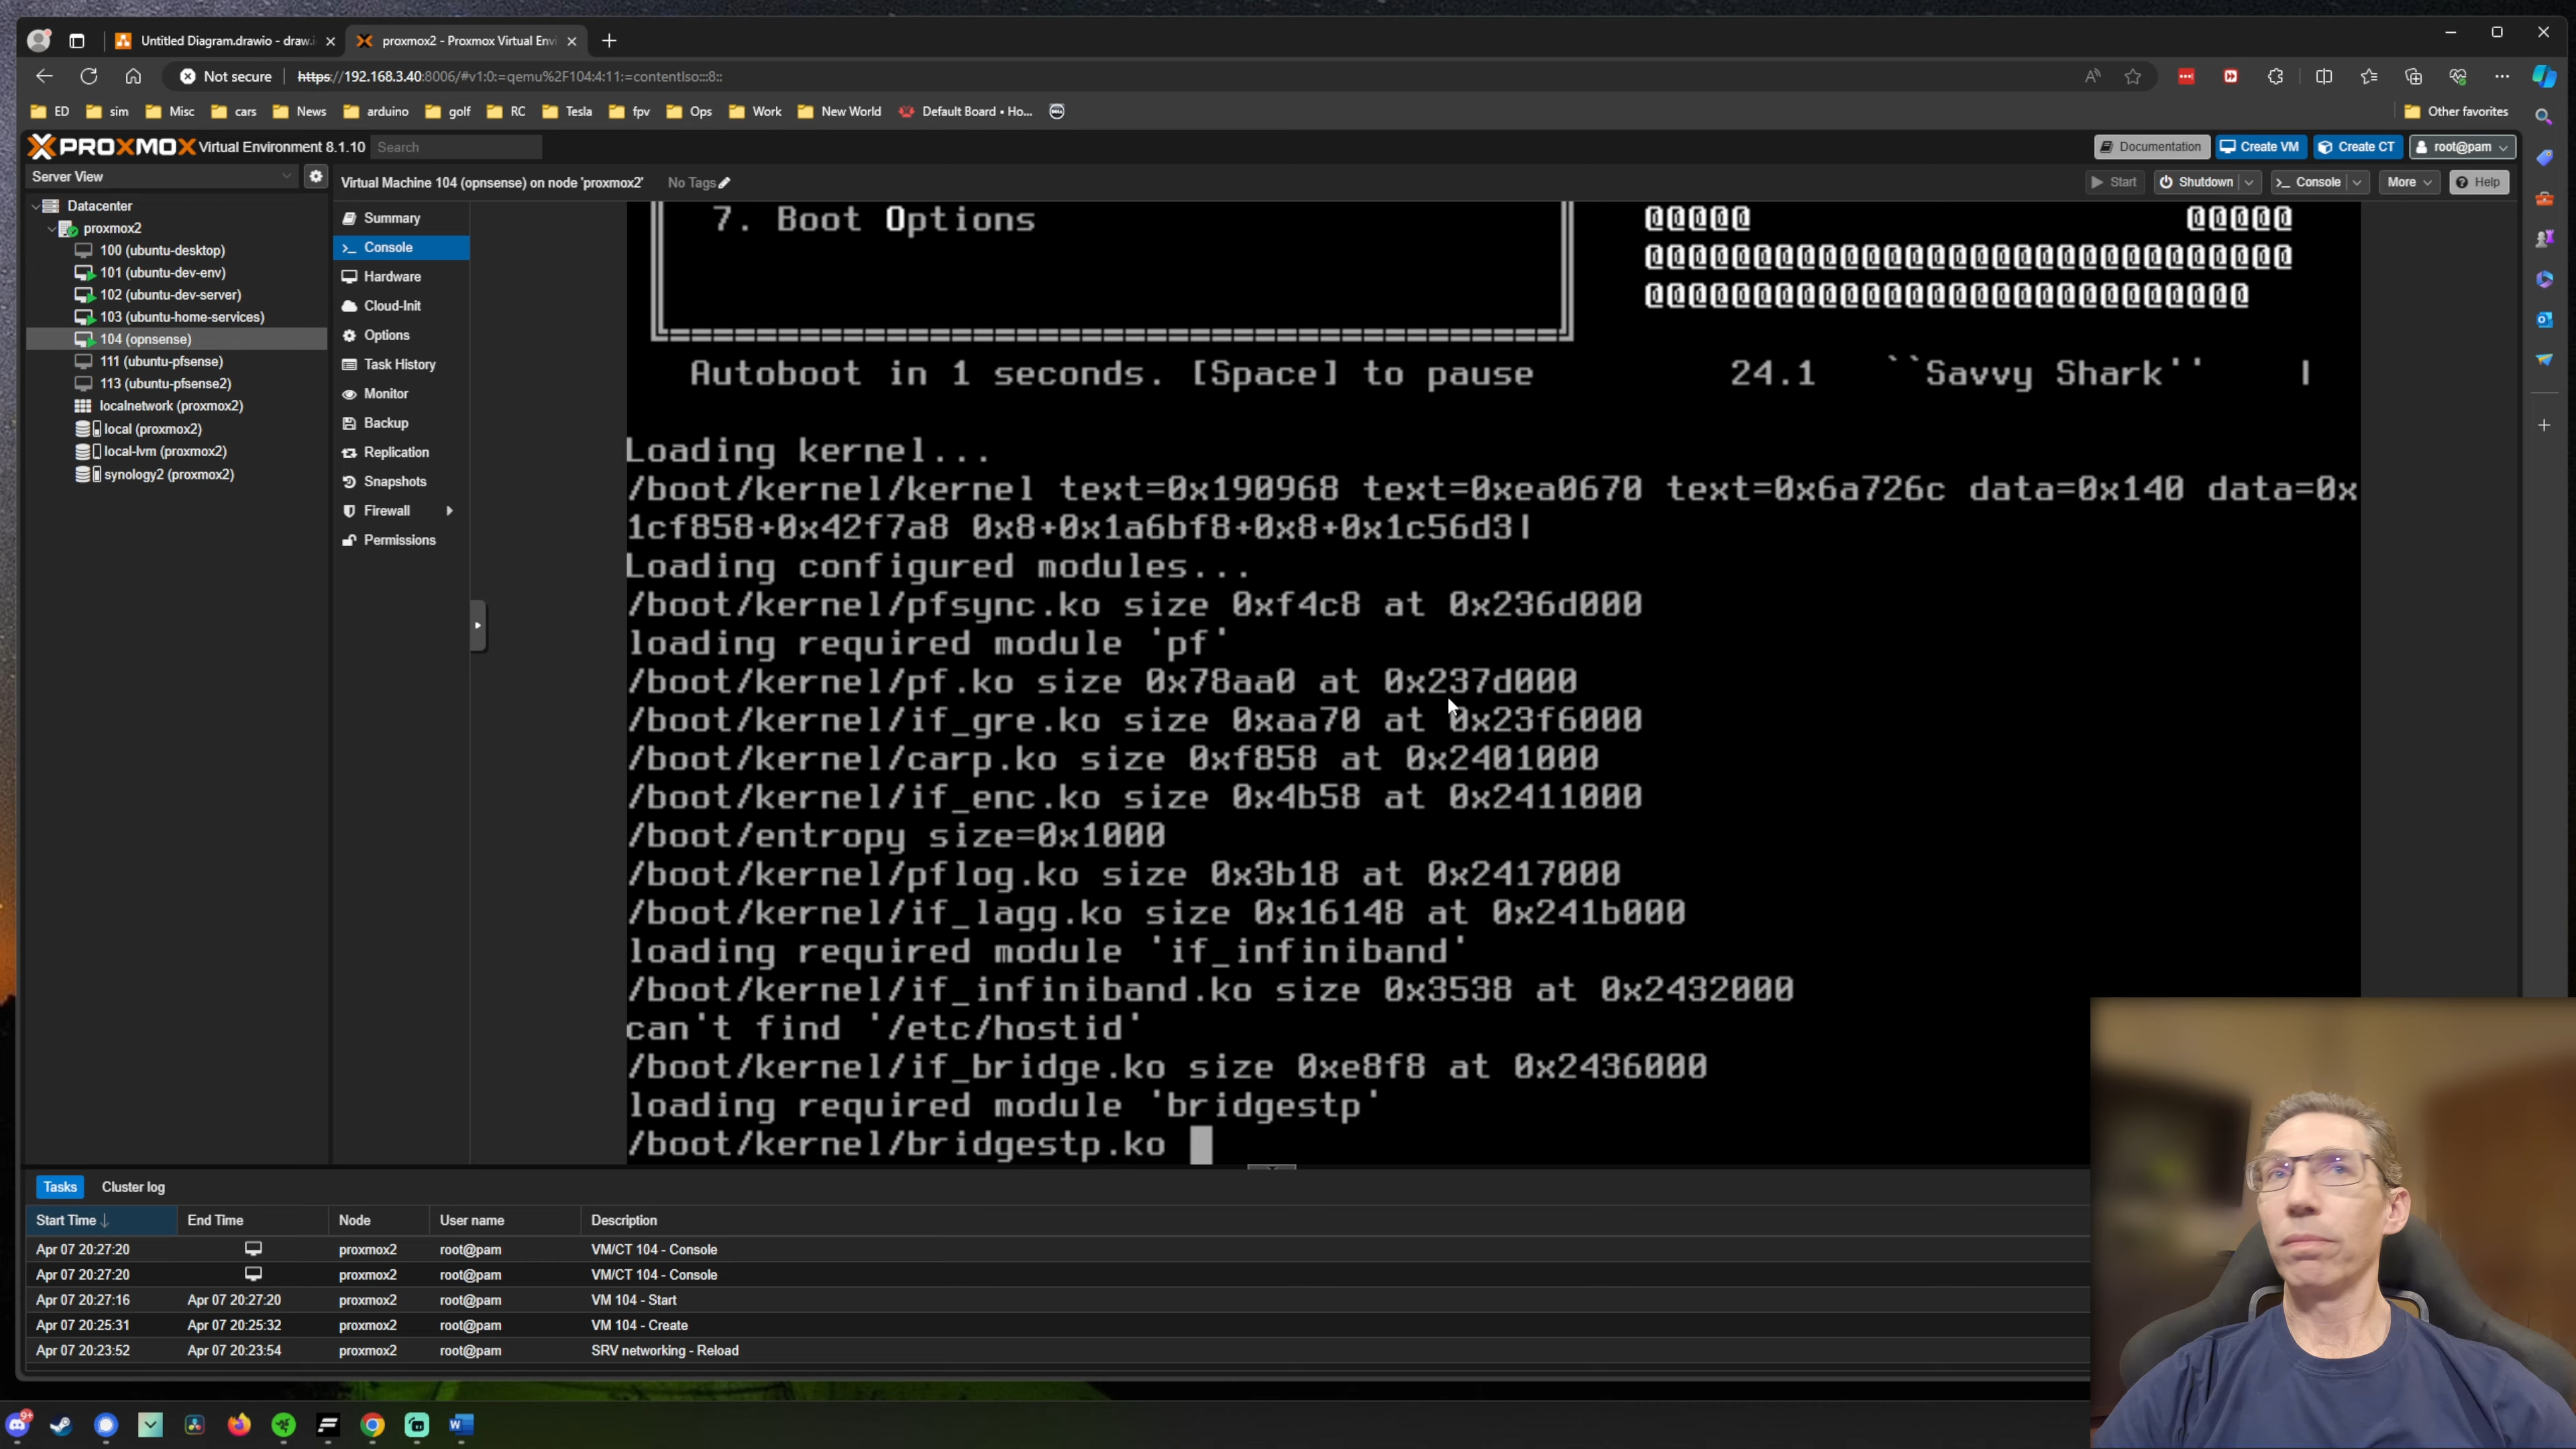 Untitled Diagram.drawio - draw.i
proxmox2 - Proxmox Virtual Envi
Not secure
https://192.168.3.40:8006/#v1:0:=qemu%2F104:4:11:=contentIso:::8::
ED
sim
Misc
cars
News
arduino
golf
RC
Tesla
fpv
Ops
Work
New World
Default Board • Ho...
Other favorites
PROXMOX Virtual Environment 8.1.10
Search
Documentation
Create VM
Create CT
root@pam
Server View
Virtual Machine 104 (opnsense) on node 'proxmox2'
No Tags
Start
Shutdown
Console
More
Help
Datacenter
proxmox2
100 (ubuntu-desktop)
101 (ubuntu-dev-env)
102 (ubuntu-dev-server)
103 (ubuntu-home-services)
104 (opnsense)
111 (ubuntu-pfsense)
113 (ubuntu-pfsense2)
localnetwork (proxmox2)
local (proxmox2)
local-lvm (proxmox2)
synology2 (proxmox2)
Summary
Console
Hardware
Cloud-Init
Options
Task History
Monitor
Backup
Replication
Snapshots
Firewall
Permissions
7. Boot Options
@@@@@ @@@@@
@@@@@@@@@@@@@@@@@@@@@@@@@@@@@@
@@@@@@@@@@@@@@@@@@@@@@@@@@@@
Autoboot in 1 seconds. [Space] to pause
24.1 ``Savvy Shark'' |
Loading kernel...
/boot/kernel/kernel text=0x190968 text=0xea0670 text=0x6a726c data=0x140 data=0x
1cf858+0x42f7a8 0x8+0x1a6bf8+0x8+0x1c56d3|
Loading configured modules...
/boot/kernel/pfsync.ko size 0xf4c8 at 0x236d000
loading required module 'pf'
/boot/kernel/pf.ko size 0x78aa0 at 0x237d000
/boot/kernel/if_gre.ko size 0xaa70 at 0x23f6000
/boot/kernel/carp.ko size 0xf858 at 0x2401000
/boot/kernel/if_enc.ko size 0x4b58 at 0x2411000
/boot/entropy size=0x1000
/boot/kernel/pflog.ko size 0x3b18 at 0x2417000
/boot/kernel/if_lagg.ko size 0x16148 at 0x241b000
loading required module 'if_infiniband'
/boot/kernel/if_infiniband.ko size 0x3538 at 0x2432000
can't find '/etc/hostid'
/boot/kernel/if_bridge.ko size 0xe8f8 at 0x2436000
loading required module 'bridgestp'
/boot/kernel/bridgestp.ko
Tasks
Cluster log
Start Time End Time Node User name Description
Apr 07 20:27:20 proxmox2 root@pam VM/CT 104 - Console
Apr 07 20:27:20 proxmox2 root@pam VM/CT 104 - Console
Apr 07 20:27:16 Apr 07 20:27:20 proxmox2 root@pam VM 104 - Start
Apr 07 20:25:31 Apr 07 20:25:32 proxmox2 root@pam VM 104 - Create
Apr 07 20:23:52 Apr 07 20:23:54 proxmox2 root@pam SRV networking - Reload